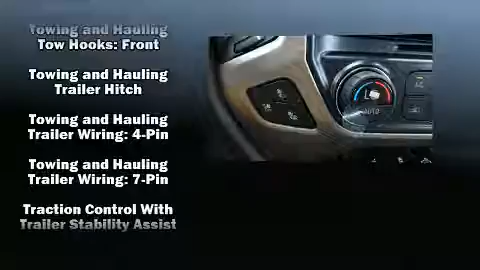 Towing and Hauling
Tow Hooks: Front
Towing and Hauling
Trailer Hitch
Towing and Hauling
Trailer Wiring: 4-Pin
Towing and Hauling
Trailer Wiring: 7-Pin
Traction Control With
Trailer Stability Assist
AUTO